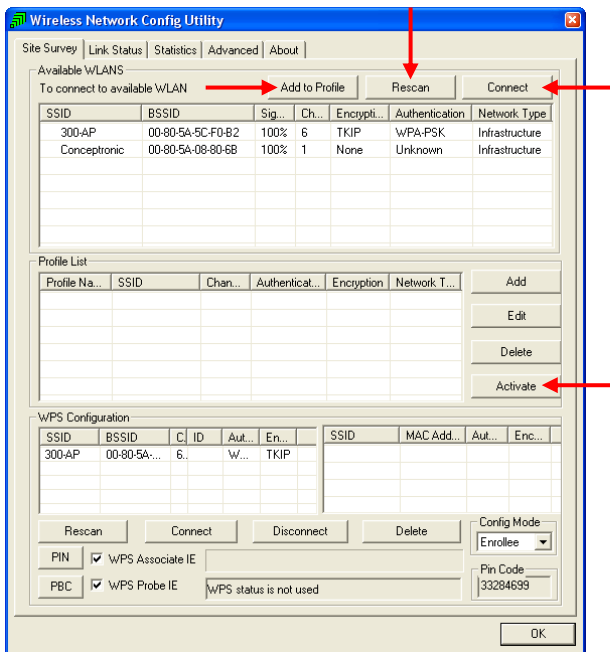 Wireless Network Config Utility
Site Survey Link Status Statistics Advanced About
Available WLANS
To connect to available WLAN Add to Profile Rescan Connect
SSID BSSID Sig... Ch... Encrypti... Authentication Network Type
300-AP 00-80-5A-5C-F0-B2 100% 6 TKIP WPA-PSK Infrastructure
Conceptronic 00-80-5A-08-80-6B 100% 1 None Unknown Infrastructure
Profile List
Profile Na... SSID Chan... Authenticat... Encryption Network T...
Add
Edit
Delete
Activate
WPS Configuration
SSID BSSID C. ID Aut... En...
300-AP 00-80-5A-... 6.. W... TKIP
SSID MAC Add... Aut... Enc...
Rescan Connect Disconnect Delete
Config Mode
Enrollee
PIN WPS Associate IE
PBC WPS Probe IE WPS status is not used
Pin Code
33284699
OK